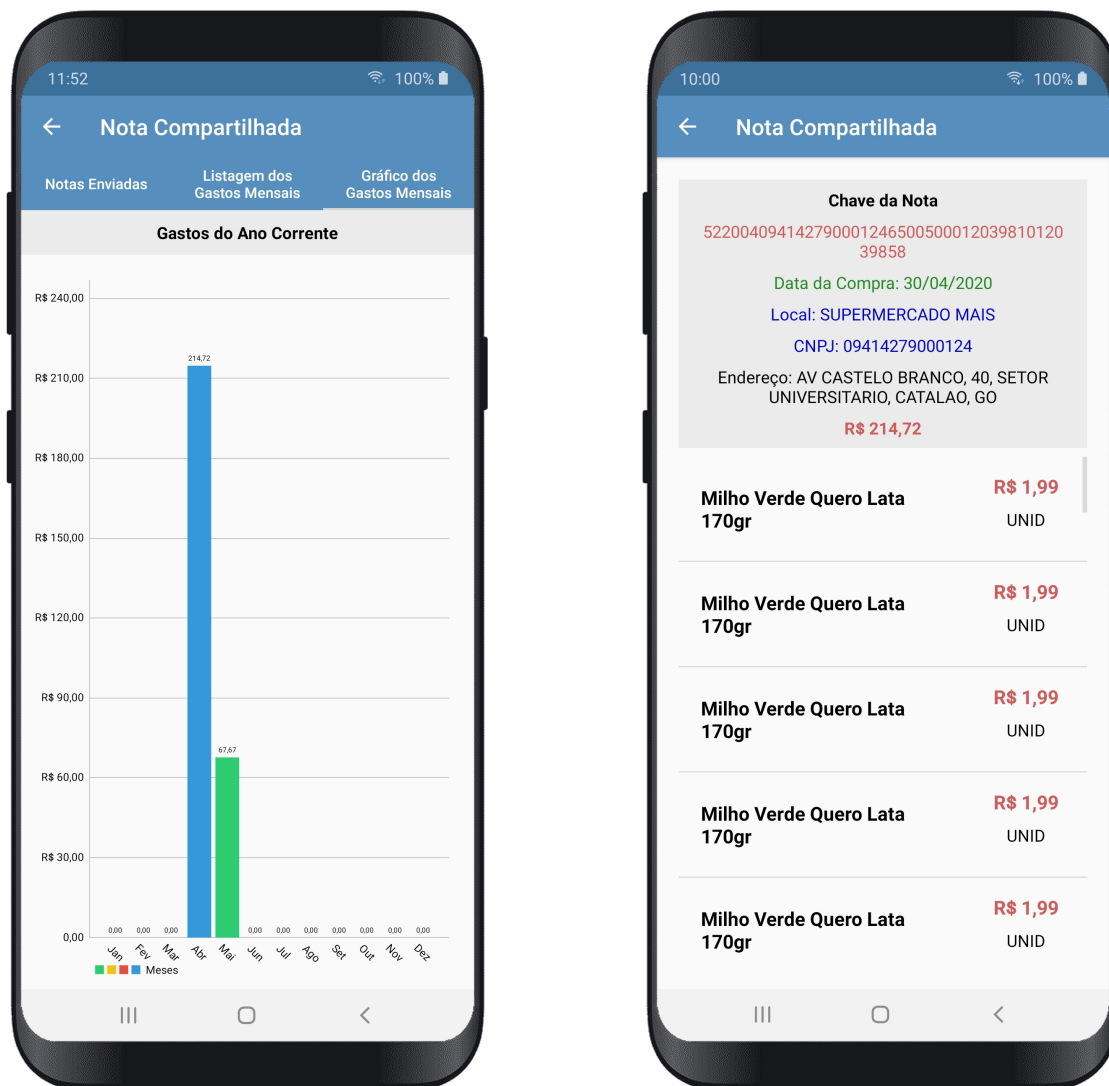 11:52
100%
Nota Compartilhada
Notas Enviadas
Listagem dos
Gastos Mensais
Gráfico dos
Gastos Mensais
Gastos do Ano Corrente
R$ 240,00
R$ 210,00
R$ 180,00
R$ 150,00
R$ 120,00
R$ 90,00
R$ 60,00
R$ 30,00
0,00
214,72
67,67
0,00 0,00 0,00 0,00 0,00 0,00 0,00 0,00 0,00 0,00
Jan Fev Mar Abr Mai Jun Jul Ago Set Out Nov Dez
Meses
10:00
100%
Nota Compartilhada
Chave da Nota
522004094142790001246500500012039810120
39858
Data da Compra: 30/04/2020
Local: SUPERMERCADO MAIS
CNPJ: 09414279000124
Endereço: AV CASTELO BRANCO, 40, SETOR
UNIVERSITARIO, CATALAO, GO
R$ 214,72
Milho Verde Quero Lata
170gr
R$ 1,99
UNID
Milho Verde Quero Lata
170gr
R$ 1,99
UNID
Milho Verde Quero Lata
170gr
R$ 1,99
UNID
Milho Verde Quero Lata
170gr
R$ 1,99
UNID
Milho Verde Quero Lata
170gr
R$ 1,99
UNID